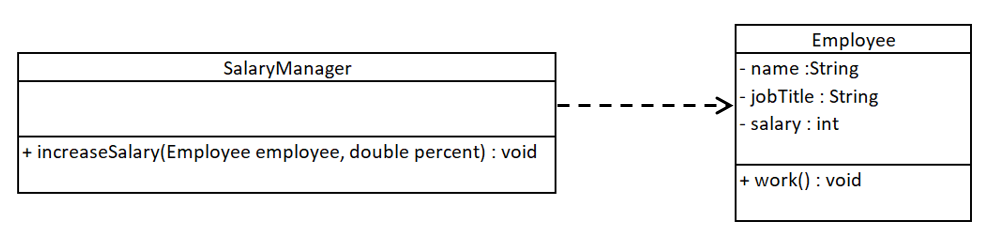 SalaryManager
+ increaseSalary(Employee employee, double percent) : void
Employee
- name :String
- jobTitle : String
- salary : int
+ work() : void